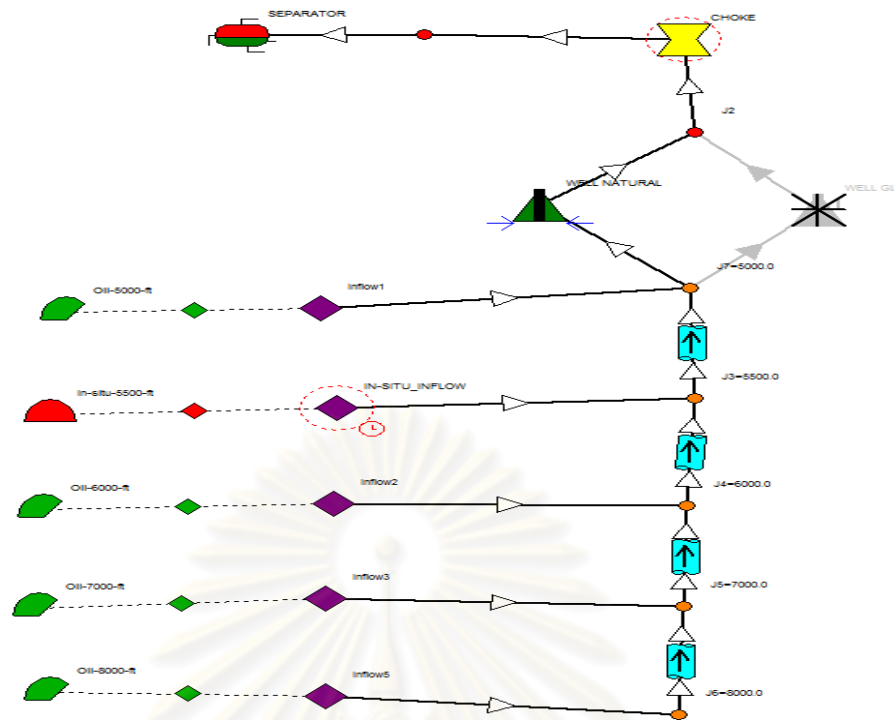 SEPARATOR
CHOKE
J2
WELL NATURAL
WELL GL
J7=5000.0
Oil-5000-ft
Inflow1
J3=5500.0
In-situ-5500-ft
IN-SITU_INFLOW
L
J4=6000.0
Oil-6000-ft
Inflow2
J5=7000.0
Oil-7000-ft
Inflow3
J6=8000.0
Oil-8000-ft
Inflow5